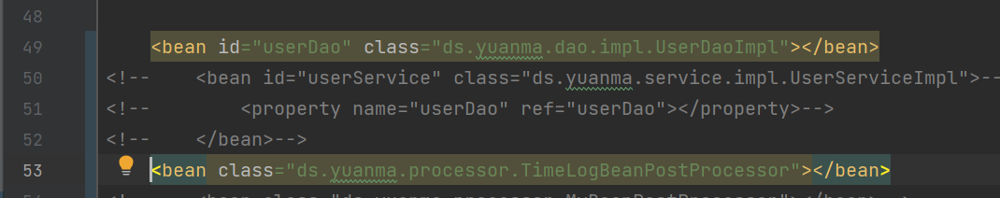 48
49 <bean id="userDao" class="ds.yuanma.dao.impl.UserDaoImpl"></bean>
50 <!-- <bean id="userService" class="ds.yuanma.service.impl.UserServiceImpl">--
51 <!-- <property name="userDao" ref="userDao"></property>-->
52 <!-- </bean>-->
53 <bean class="ds.yuanma.processor.TimeLogBeanPostProcessor"></bean>